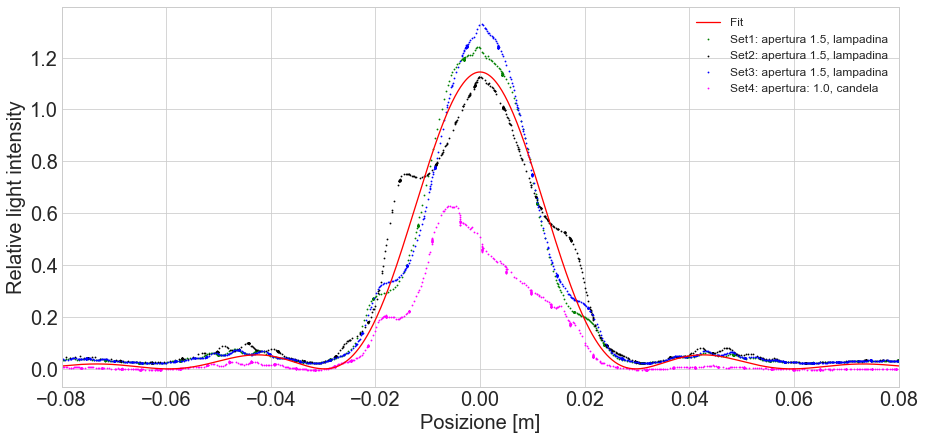 Fit
Set1: apertura 1.5, lampadina
Set2: apertura 1.5, lampadina
Set3: apertura 1.5, lampadina
Set4: apertura: 1.0, candela
Relative light intensity
1.2
1.0
0.8
0.6
0.4
0.2
0.0
−0.08 −0.06 −0.04 −0.02 0.00 0.02 0.04 0.06 0.08
Posizione [m]